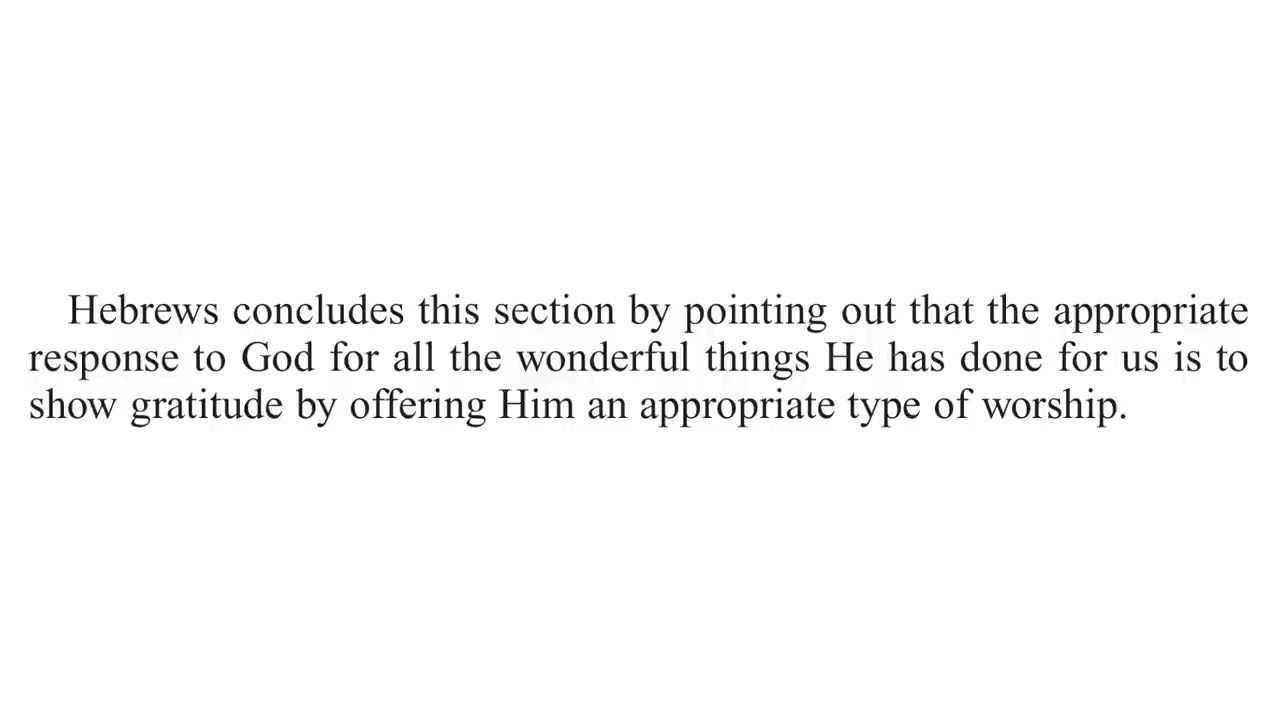 Hebrews concludes this section by pointing out that the appropriate
response to God for all the wonderful things He has done for us is to
show gratitude by offering Him an appropriate type of worship.